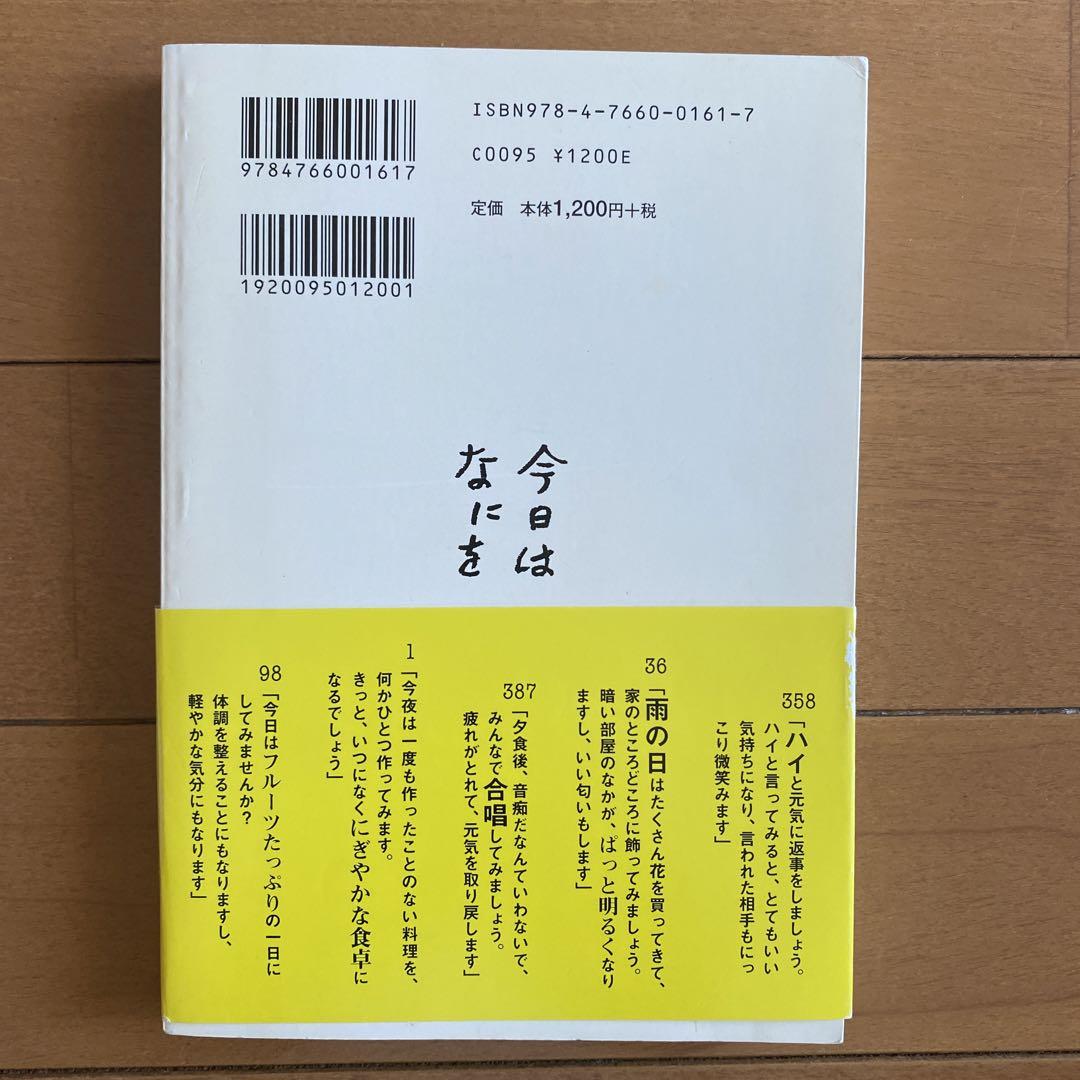 ISBN978-4-7660-0161-7
9784766001617
C0095 ¥1200E
定価 本体1,200円+税
1920095012001
今日は
なにを
358
「ハイと元気に返事をしましょう。
ハイと言ってみると、とてもいい
気持ちになり、言われた相手もにっ
こり微笑みます」
36
「雨の日はたくさん花を買ってきて、
家のところどころに飾ってみましょう。
暗い部屋のなかが、ぱっと明るくなり
ますし、いい匂いもします」
387
「夕食後、音痴だなんていわないで、
みんなで合唱してみましょう。
疲れがとれて、元気を取り戻します」
1
「今夜は一度も作ったことのない料理を、
何かひとつ作ってみます。
きっと、いつになくにぎやかな食卓に
なるでしょう」
98
「今日はフルーツたっぷりの一日に
してみませんか?
体調を整えることにもなりますし、
軽やかな気分にもなります」